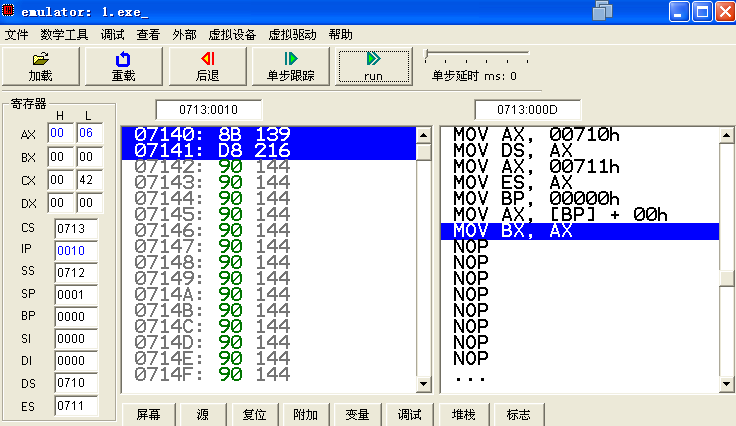 emulator: 1.exe_
文件 数学工具 调试 查看 外部 虚拟设备 虚拟驱动 帮助
加载 重载 后退 单步跟踪 run 单步延时 ms: 0
寄存器
H L
AX 00 06
BX 00 00
CX 00 42
DX 00 00
CS 0713
IP 0010
SS 0712
SP 0001
BP 0000
SI 0000
DI 0000
DS 0710
ES 0711
0713:0010
07140: 8B 139
07141: D8 216
07142: 90 144
07143: 90 144
07144: 90 144
07145: 90 144
07146: 90 144
07147: 90 144
07148: 90 144
07149: 90 144
0714A: 90 144
0714B: 90 144
0714C: 90 144
0714D: 90 144
0714E: 90 144
0714F: 90 144
0713:000D
MOV AX, 00710h
MOV DS, AX
MOV AX, 00711h
MOV ES, AX
MOV BP, 00000h
MOV AX, [BP] + 00h
MOV BX, AX
NOP
NOP
NOP
NOP
NOP
NOP
NOP
NOP
...
屏幕 源 复位 附加 变量 调试 堆栈 标志